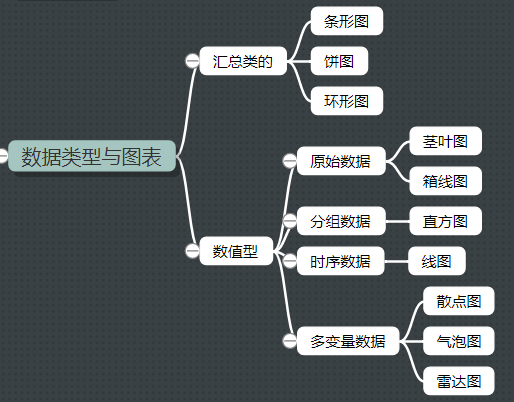 数据类型与图表
汇总类的
条形图
饼图
环形图
数值型
原始数据
茎叶图
箱线图
分组数据
直方图
时序数据
线图
多变量数据
散点图
气泡图
雷达图